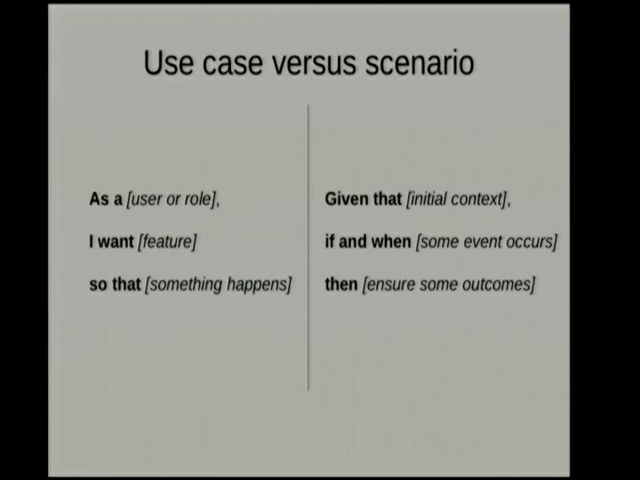 Use case versus scenario
As a [user or role],
I want [feature]
so that [something happens]
Given that [initial context],
if and when [some event occurs]
then [ensure some outcomes]